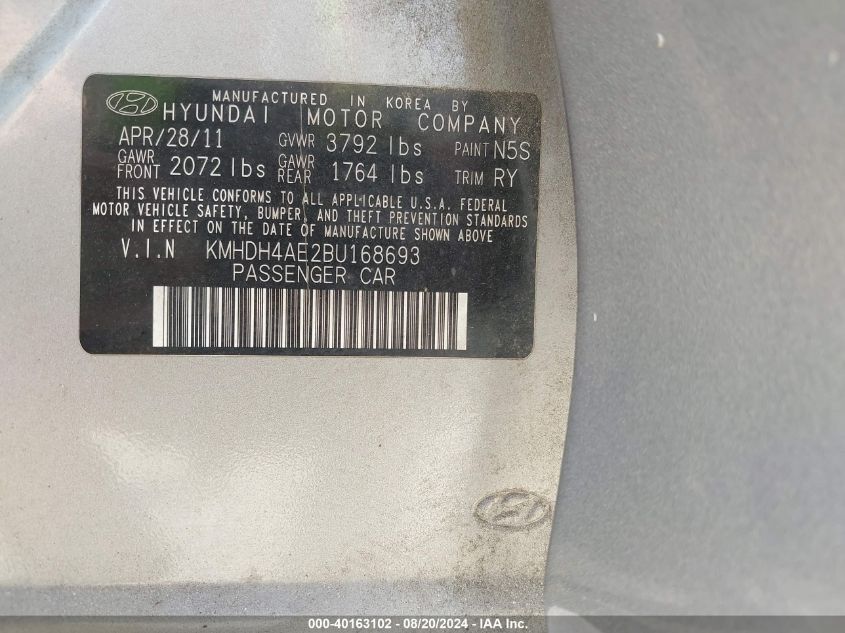 MANUFACTURED IN KOREA BY
HYUNDAI MOTOR COMPANY
APR/28/11 GVWR 3792 lbs PAINT N5S
GAWR FRONT 2072 lbs GAWR REAR 1764 lbs TRIM RY
THIS VEHICLE CONFORMS TO ALL APPLICABLE U.S.A. FEDERAL
MOTOR VEHICLE SAFETY, BUMPER, AND THEFT PREVENTION STANDARDS
IN EFFECT ON THE DATE OF MANUFACTURE SHOWN ABOVE.
V.I.N KMHDH4AE2BU168693
PASSENGER CAR
000-40163102 - 08/20/2024 - IAA Inc.